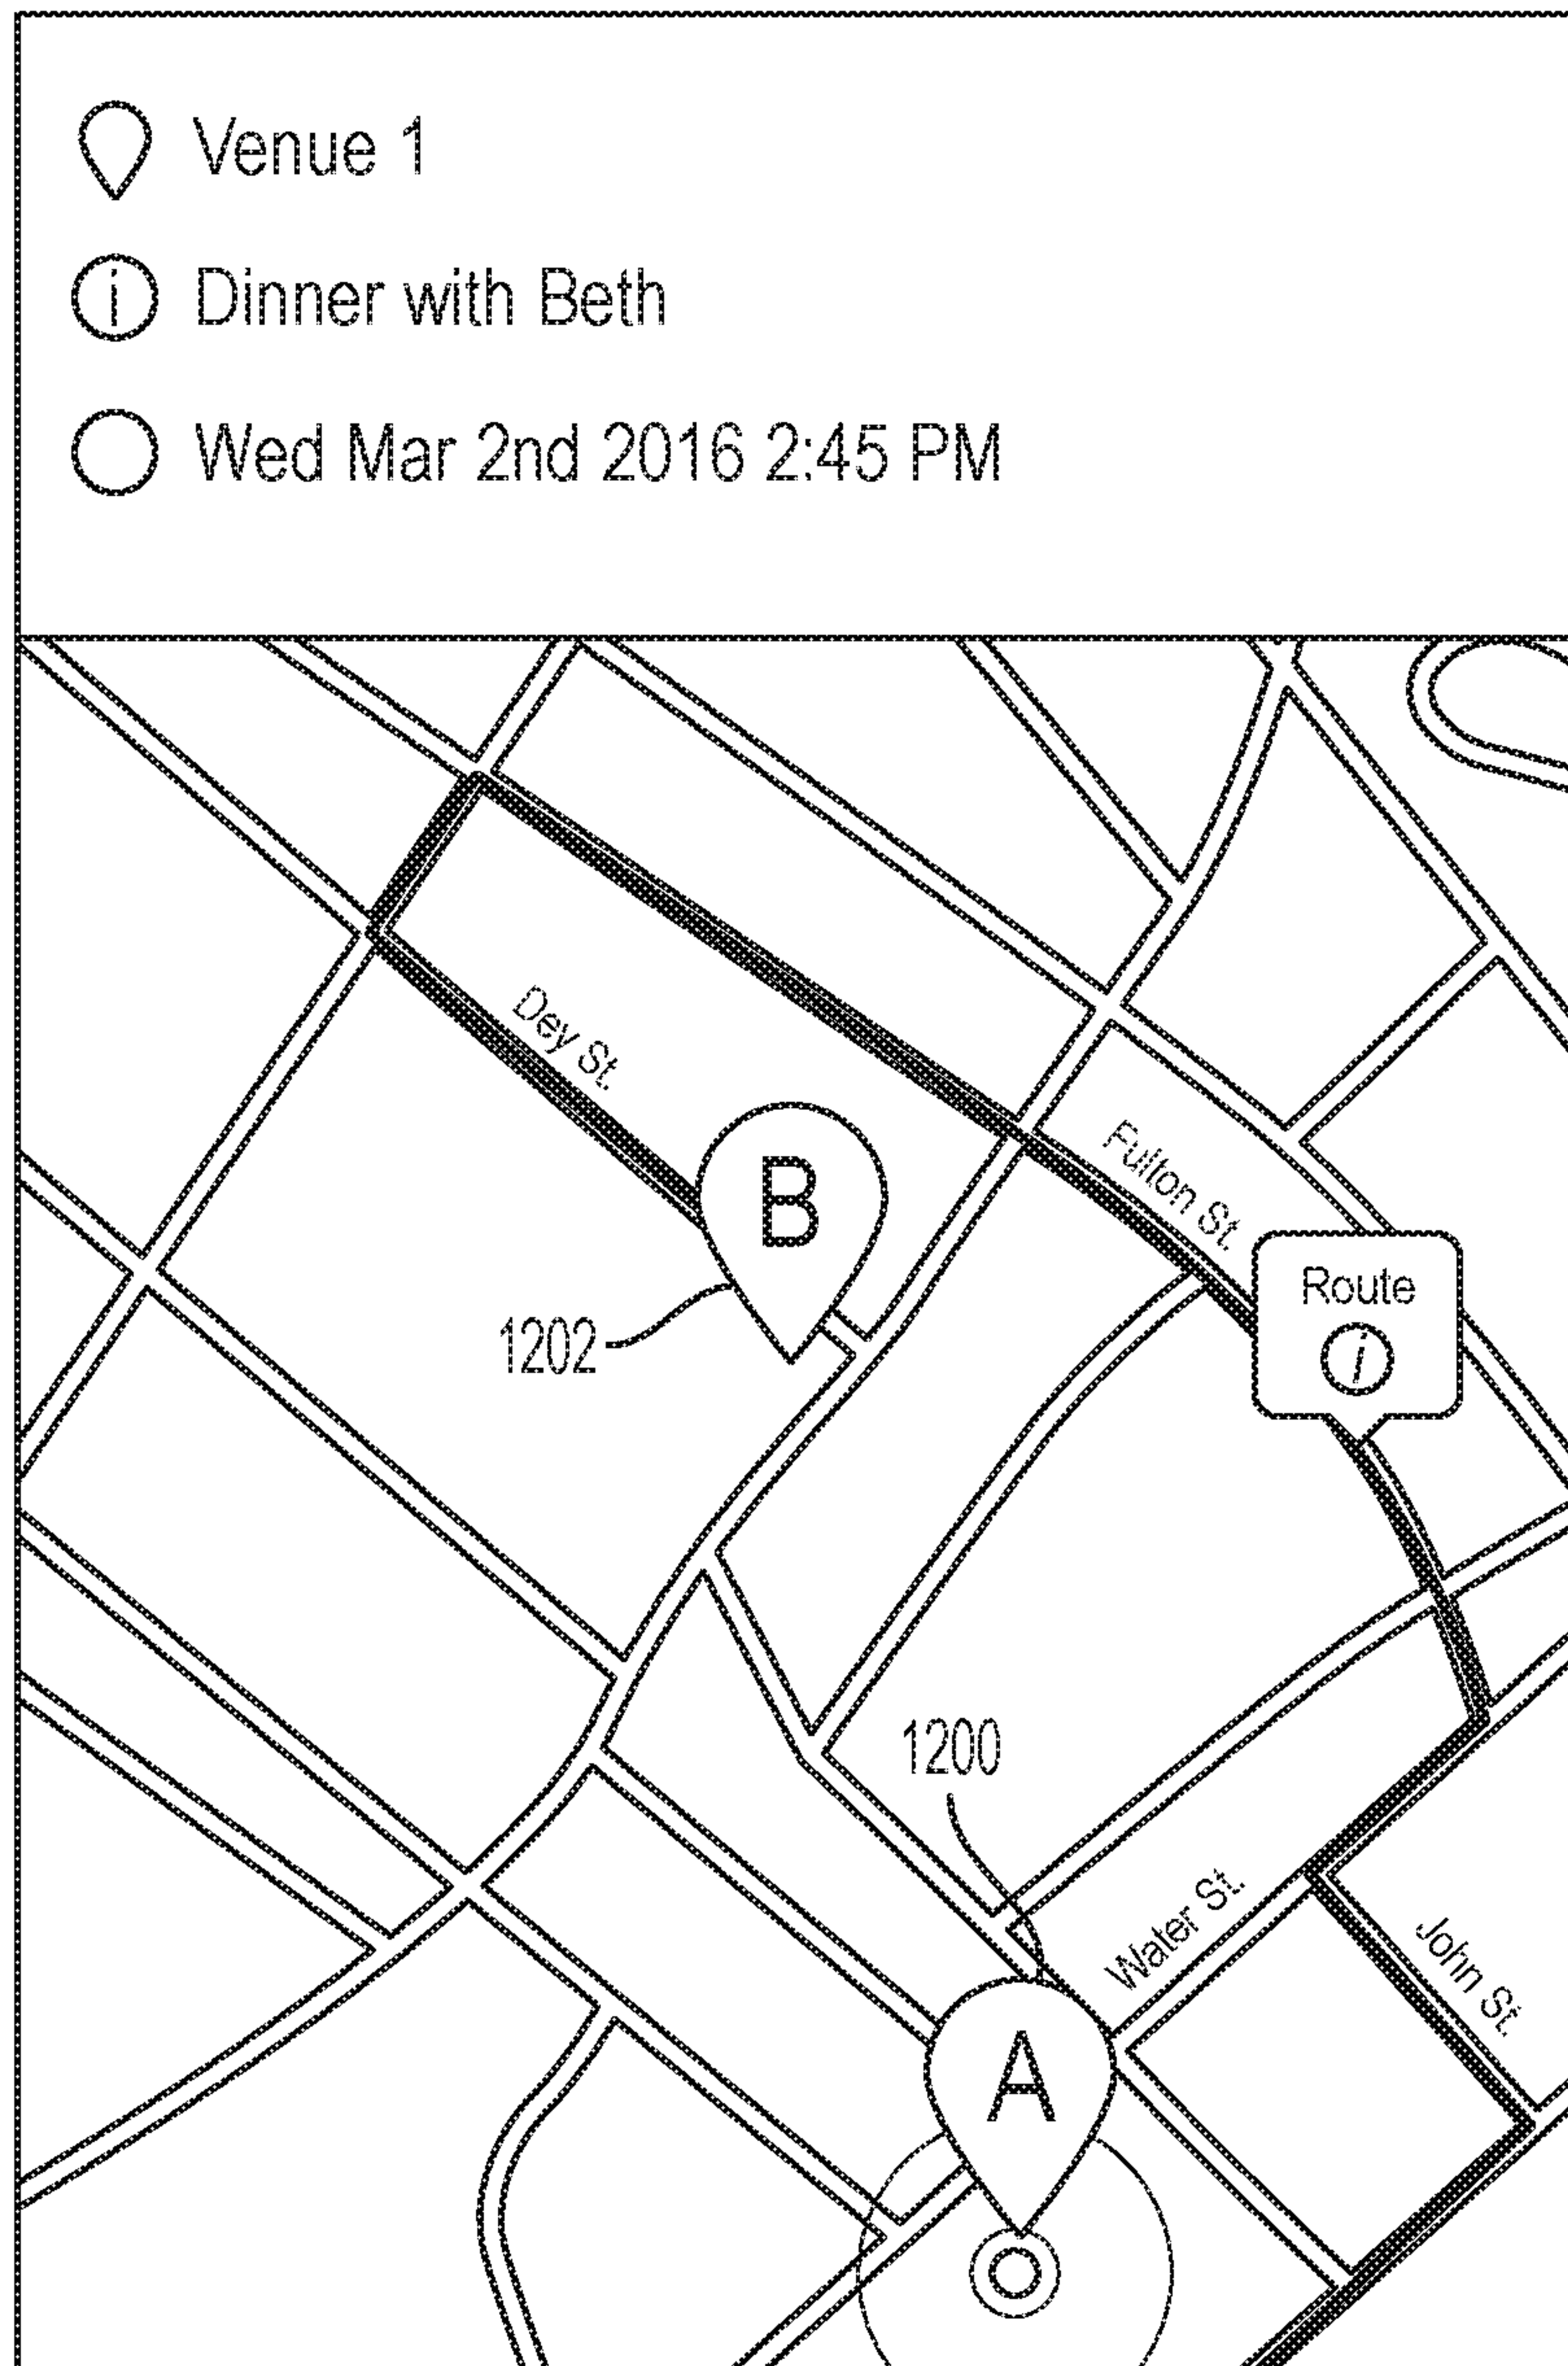 Venue 1
i Dinner with Beth
Wed Mar 2nd 2016 2:45 PM
Dey St.
B
Fulton St.
Route
i
1202
1200
Water St.
John St.
A